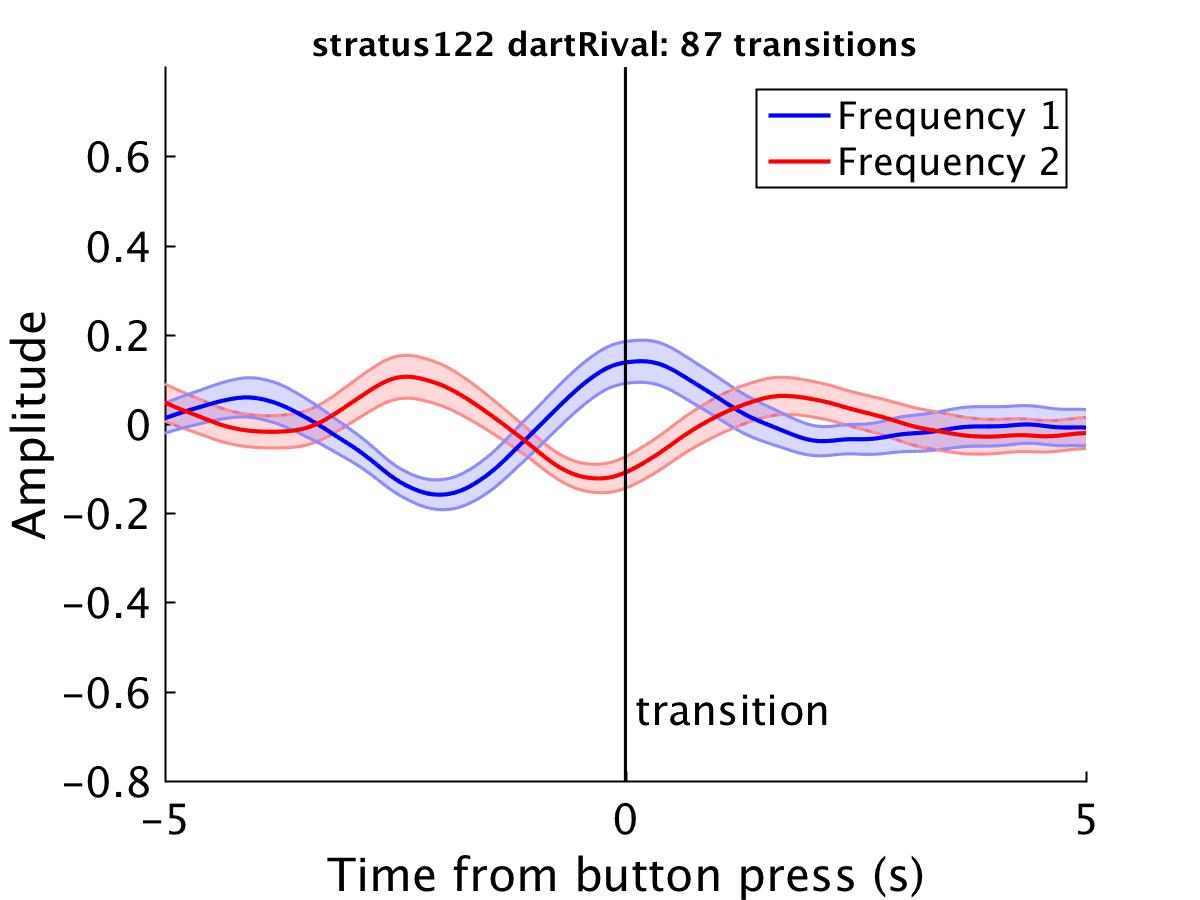 stratus122 dartRival: 87 transitions
Frequency 1
Frequency 2
0.6
0.4
0.2
0
−0.2
−0.4
−0.6
−0.8
Amplitude
transition
−5
0
5
Time from button press (s)